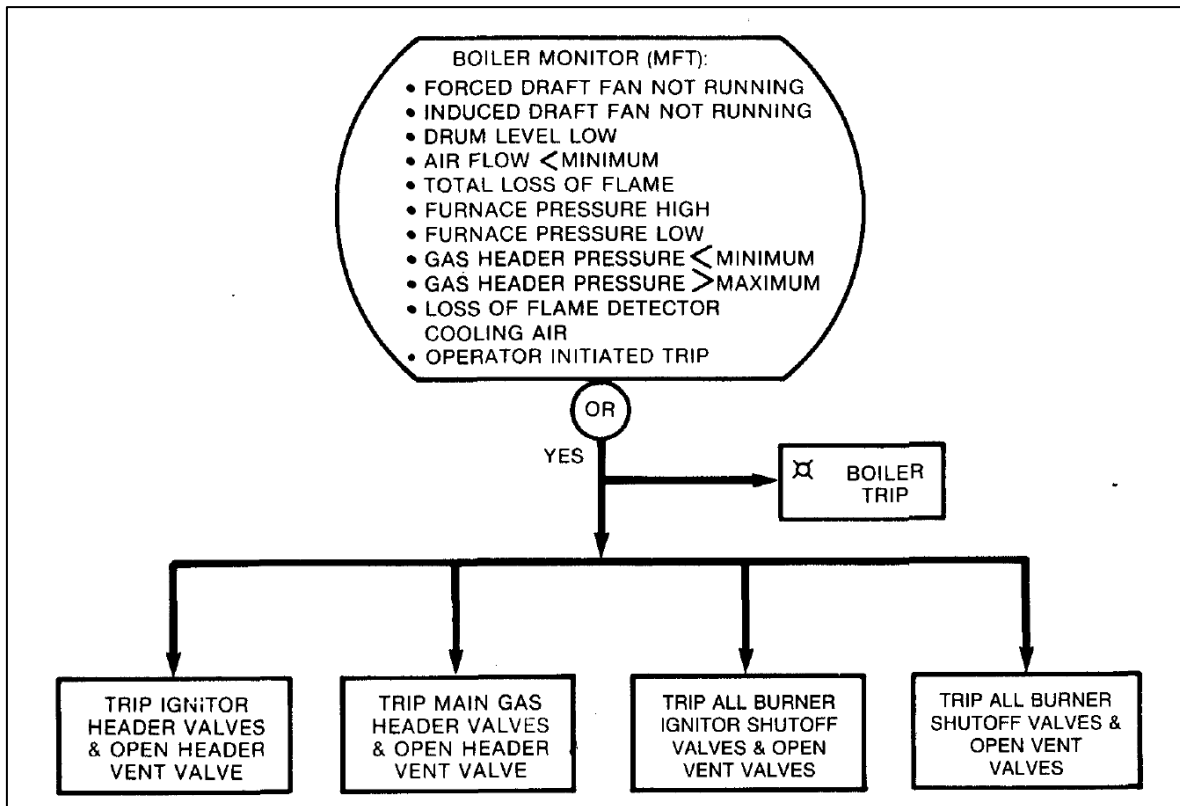 BOILER MONITOR (MFT):
• FORCED DRAFT FAN NOT RUNNING
• INDUCED DRAFT FAN NOT RUNNING
• DRUM LEVEL LOW
• AIR FLOW < MINIMUM
• TOTAL LOSS OF FLAME
• FURNACE PRESSURE HIGH
• FURNACE PRESSURE LOW
• GAS HEADER PRESSURE < MINIMUM
• GAS HEADER PRESSURE > MAXIMUM
• LOSS OF FLAME DETECTOR
COOLING AIR
• OPERATOR INITIATED TRIP
OR
YES
BOILER
TRIP
TRIP IGNITOR
HEADER VALVES
& OPEN HEADER
VENT VALVE
TRIP MAIN GAS
HEADER VALVES
& OPEN HEADER
VENT VALVE
TRIP ALL BURNER
IGNITOR SHUTOFF
VALVES & OPEN
VENT VALVES
TRIP ALL BURNER
SHUTOFF VALVES &
OPEN VENT
VALVES